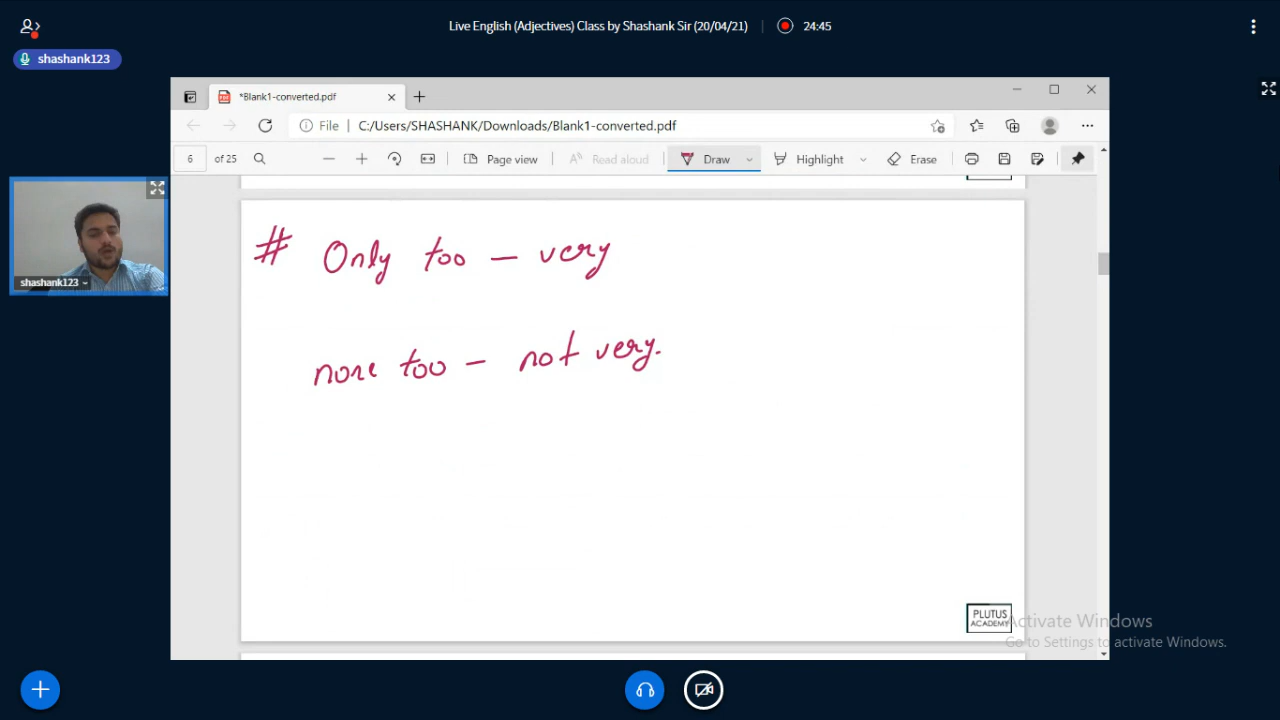 Live English (Adjectives) Class by Shashank Sir (20/04/21)
24:45
shashank123
*Blank1-converted.pdf
File
C:/Users/SHASHANK/Downloads/Blank1-converted.pdf
6 of 25
Page view
Read aloud
Draw
Highlight
Erase
shashank123
# Only too – very
none too – not very.
PLUTUS
ACADEMY
Activate Windows
Go to Settings to activate Windows.